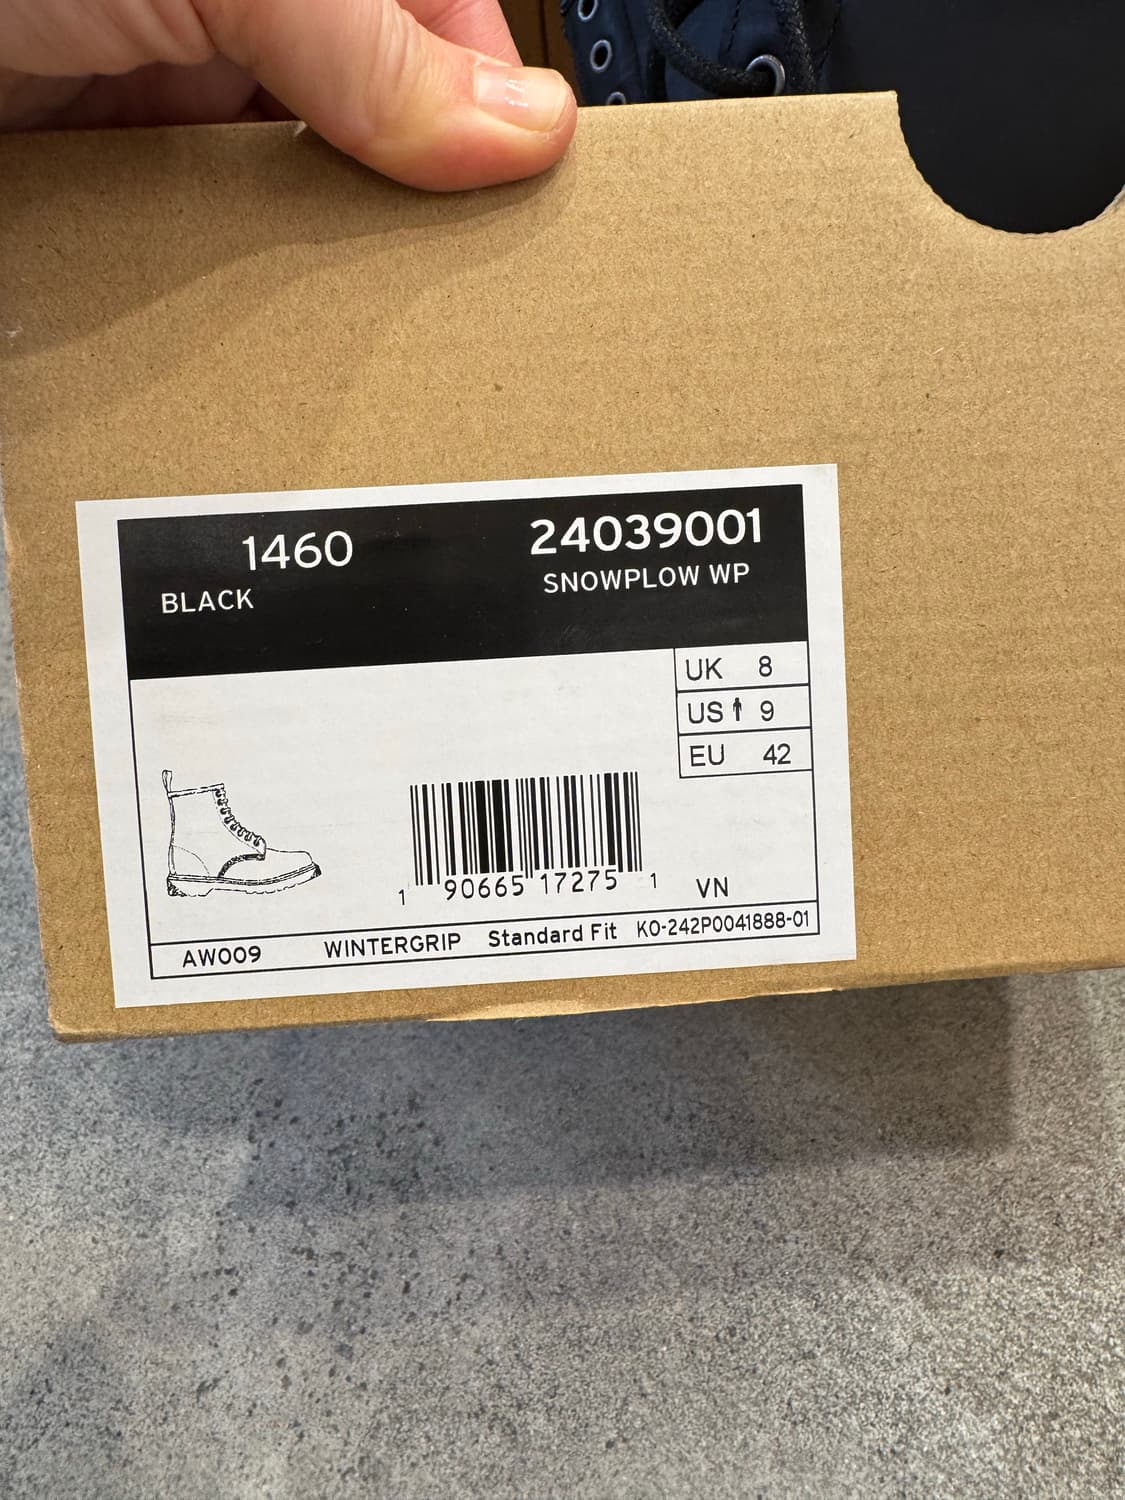 1460 24039001
BLACK SNOWPLOW WP
UK 8
US 9
EU 42
1 90665 17275 1 VN
AW009 WINTERGRIP Standard Fit KO-242P0041888-01